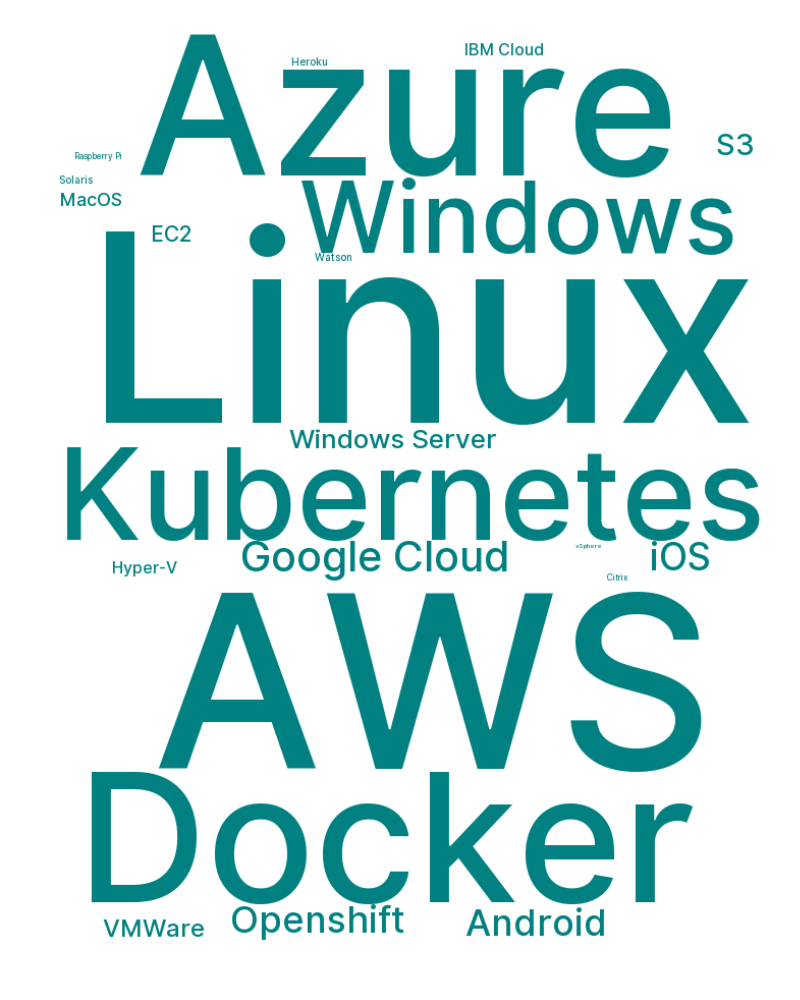 IBM Cloud
Heroku
Azure
S3
Raspberry Pi
Solaris
MacOS
Windows
EC2
Watson
Linux
Windows Server
Kubernetes
Google Cloud
vSphere
iOS
Hyper-V
Citrix
AWS
Docker
VMWare
Openshift
Android